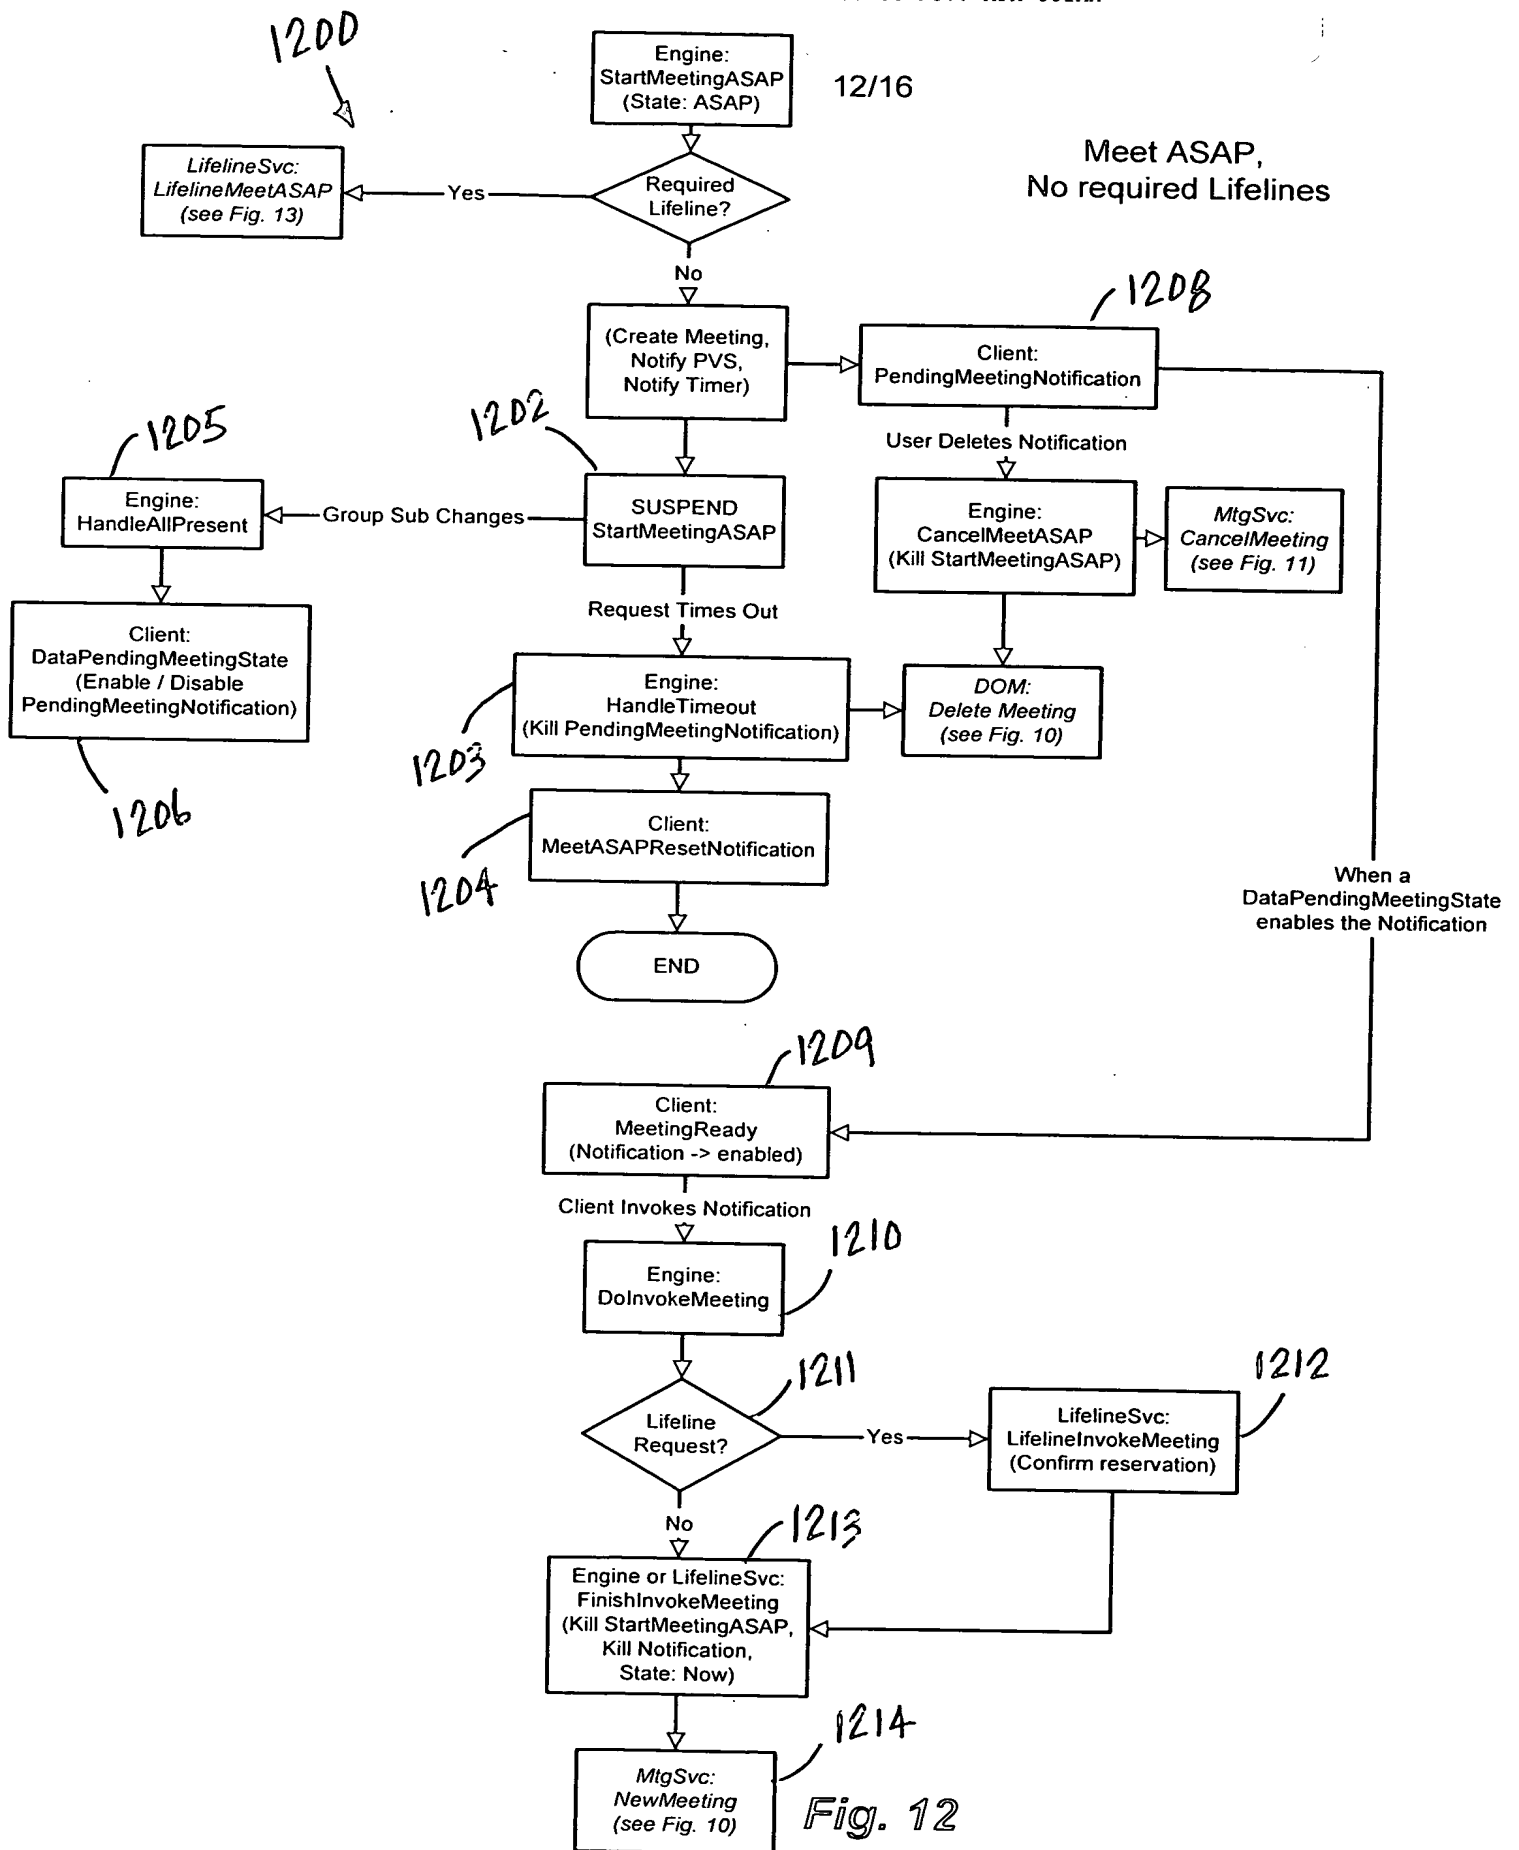 1200
Engine:
StartMeetingASAP
(State: ASAP)
12/16
Meet ASAP,
No required Lifelines
LifelineSvc:
LifelineMeetASAP
(see Fig. 13)
Yes
Required
Lifeline?
No
1208
(Create Meeting,
Notify PVS,
Notify Timer)
Client:
PendingMeetingNotification
1202
1205
User Deletes Notification
Engine:
HandleAllPresent
Group Sub Changes
SUSPEND
StartMeetingASAP
Engine:
CancelMeetASAP
(Kill StartMeetingASAP)
MtgSvc:
CancelMeeting
(see Fig. 11)
Request Times Out
Client:
DataPendingMeetingState
(Enable / Disable
PendingMeetingNotification)
Engine:
HandleTimeout
(Kill PendingMeetingNotification)
DOM:
Delete Meeting
(see Fig. 10)
1203
1206
Client:
MeetASAPResetNotification
1204
When a
DataPendingMeetingState
enables the Notification
END
1209
Client:
MeetingReady
(Notification -> enabled)
Client Invokes Notification
1210
Engine:
DoInvokeMeeting
1211
1212
Lifeline
Request?
Yes
LifelineSvc:
LifelineInvokeMeeting
(Confirm reservation)
No
1213
Engine or LifelineSvc:
FinishInvokeMeeting
(Kill StartMeetingASAP,
Kill Notification,
State: Now)
1214
MtgSvc:
NewMeeting
(see Fig. 10)
Fig. 12